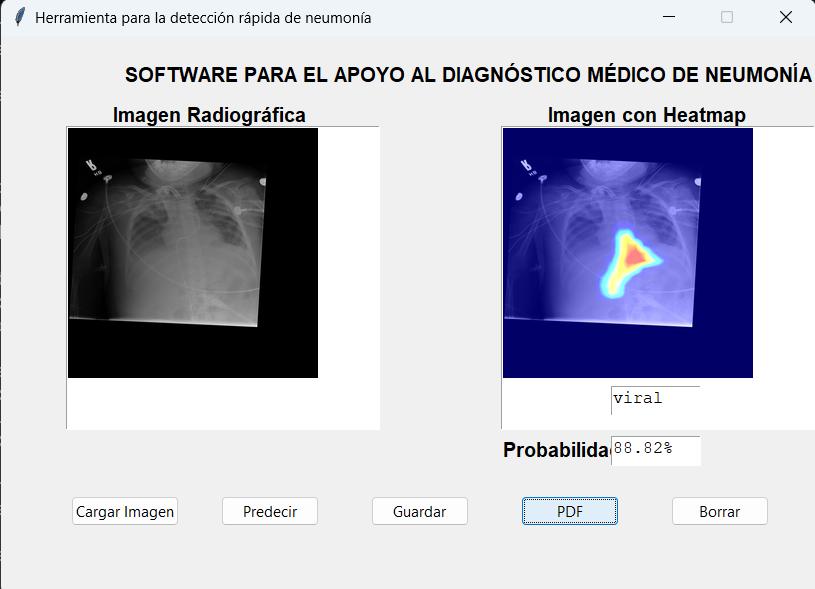 Herramienta para la detección rápida de neumonía
SOFTWARE PARA EL APOYO AL DIAGNÓSTICO MÉDICO DE NEUMONÍA
Imagen Radiográfica
Imagen con Heatmap
viral
Probabilida
88.82%
Cargar Imagen
Predecir
Guardar
PDF
Borrar